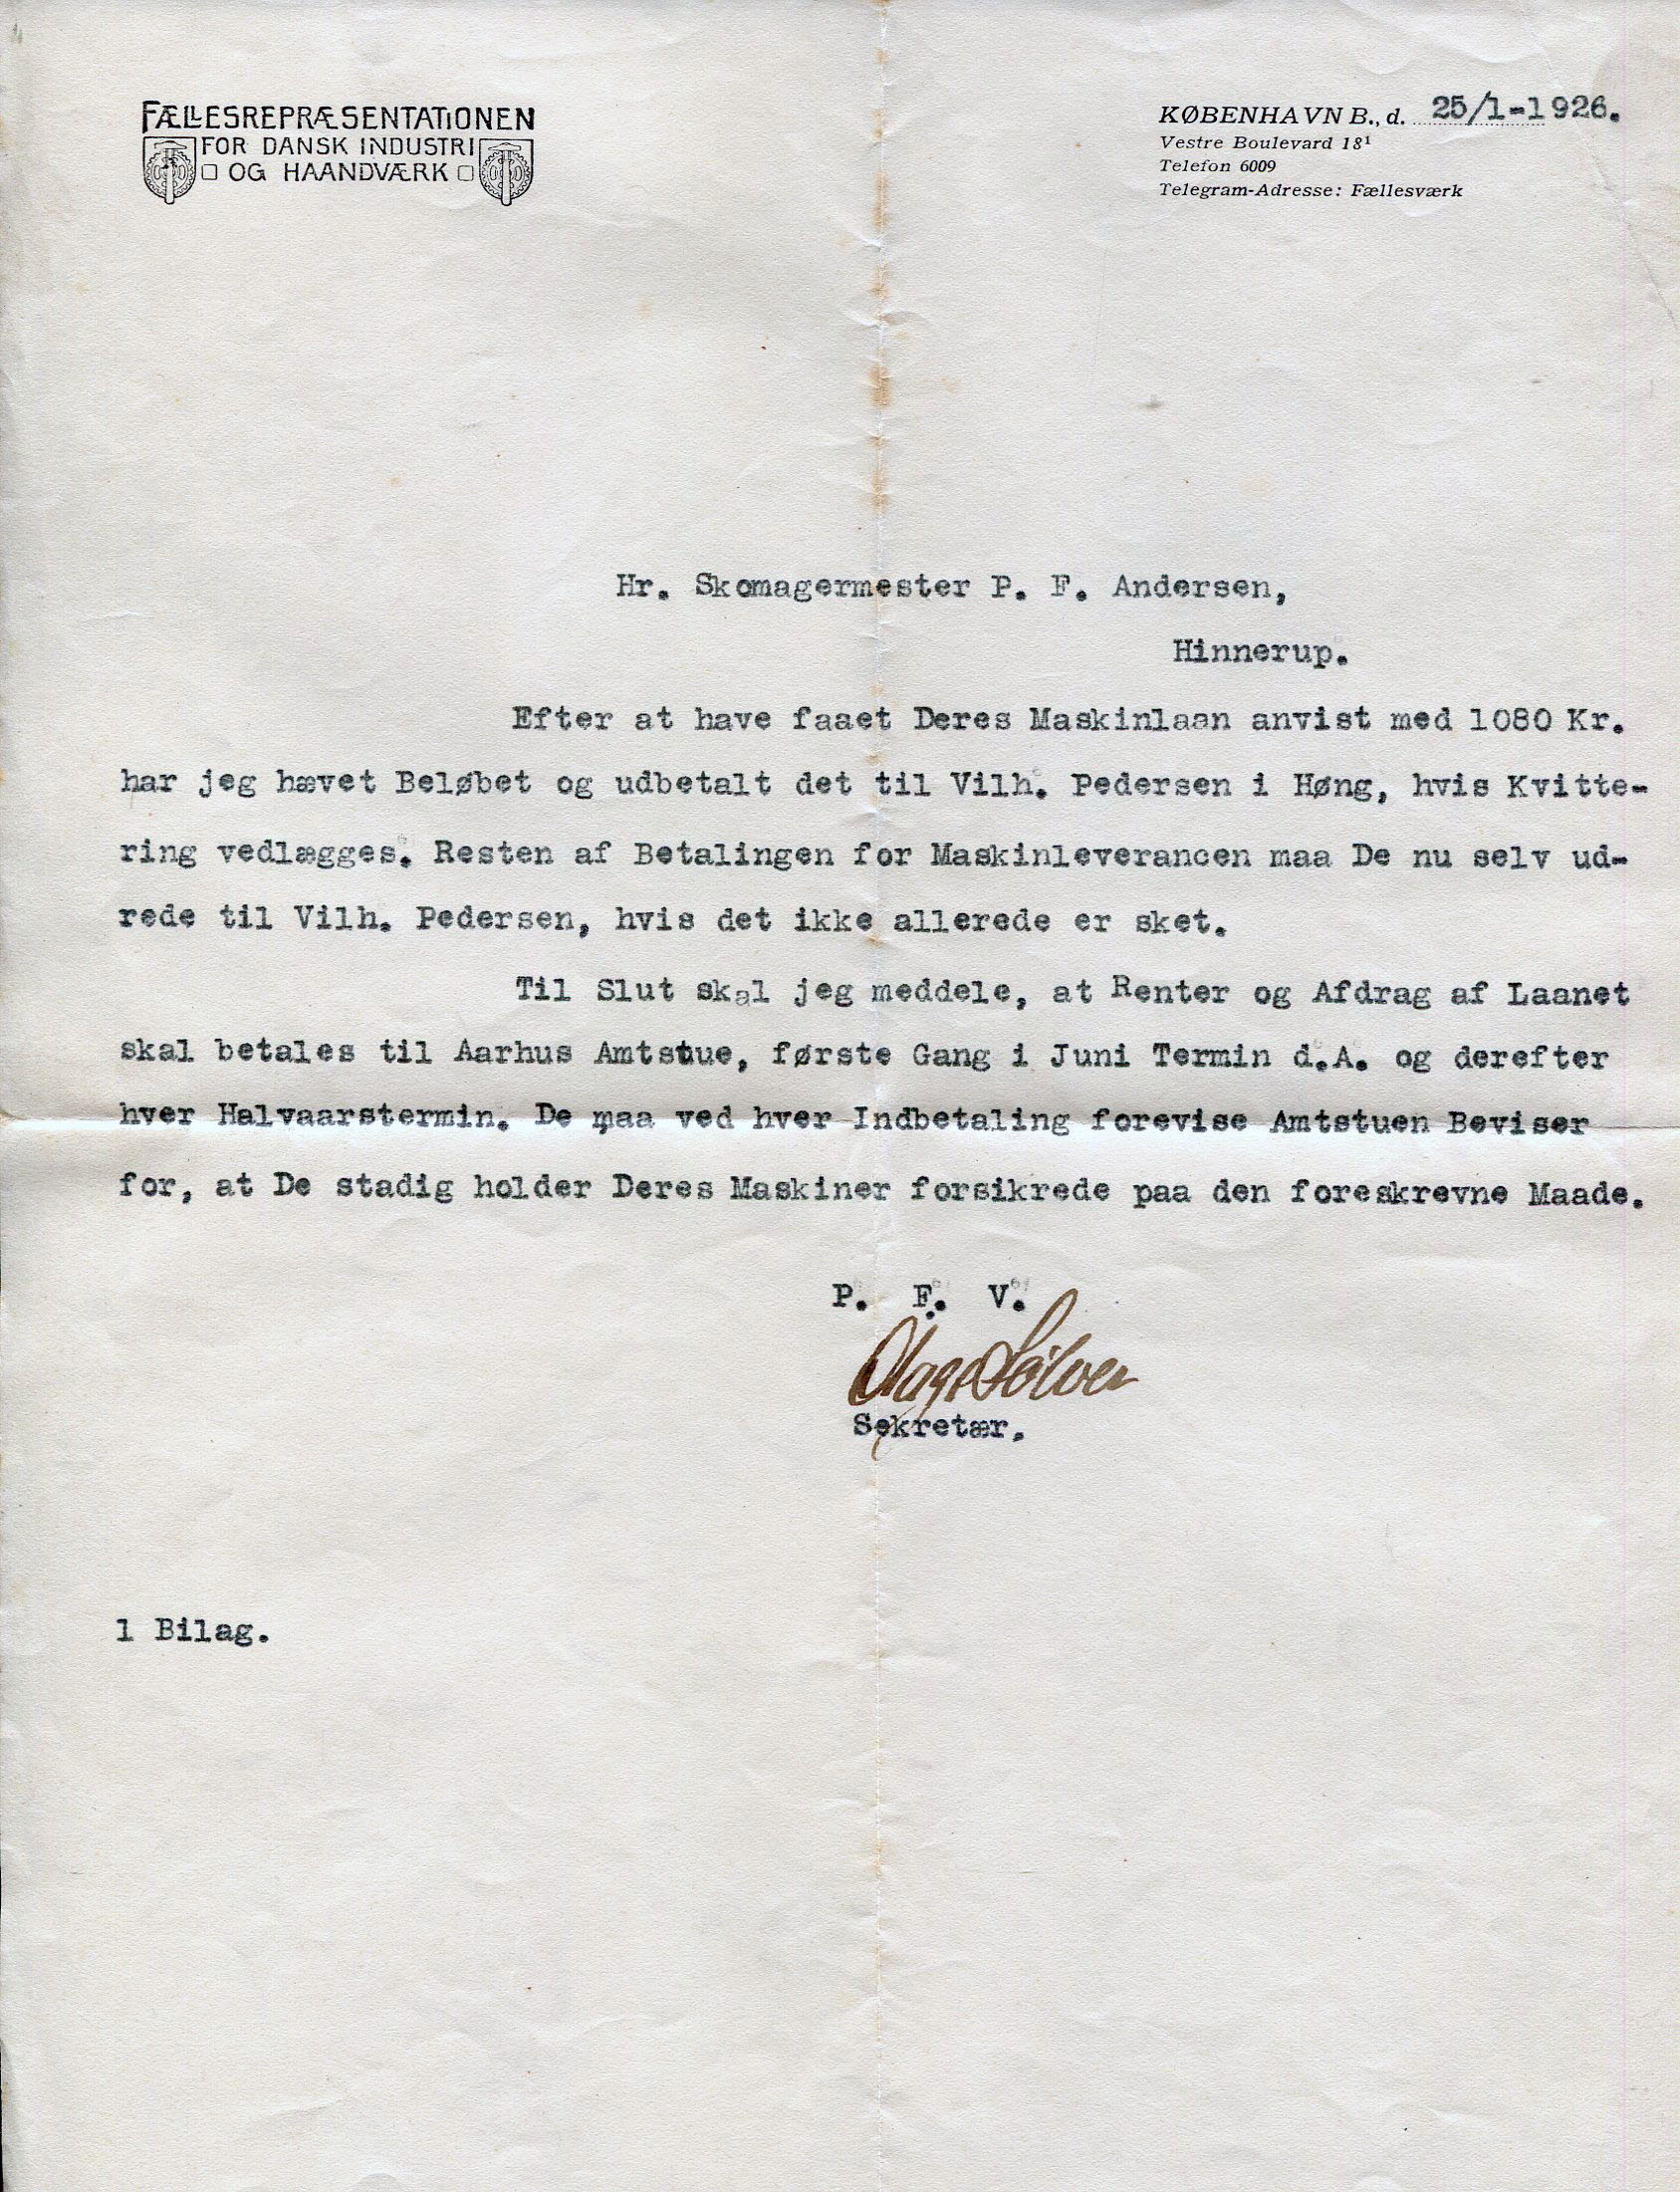 FÆLLESREPRÆSENTATIONEN
FOR DANSK INDUSTRI
OG HAANDVÆRK
KØBENHAVN B., d. 25/1-1926.
Vestre Boulevard 18¹
Telefon 6009
Telegram-Adresse: Fællesværk
Hr. Skomagermester P. F. Andersen,
Hinnerup.
Efter at have faaet Deres Maskinlaan anvist med 1080 Kr.
har jeg hævet Beløbet og udbetalt det til Vilh. Pedersen i Høng, hvis Kvitte-
ring vedlægges. Resten af Betalingen for Maskinleverancen maa De nu selv ud-
rede til Vilh. Pedersen, hvis det ikke allerede er sket.
Til Slut skal jeg meddele, at Renter og Afdrag af Laanet
skal betales til Aarhus Amtstue, første Gang i Juni Termin d.A. og derefter
hver Halvaarstermin. De maa ved hver Indbetaling forevise Amtstuen Beviser
for, at De stadig holder Deres Maskiner forsikrede paa den foreskrevne Maade.
P. F. V.
Sølver
Sekretær.
1 Bilag.